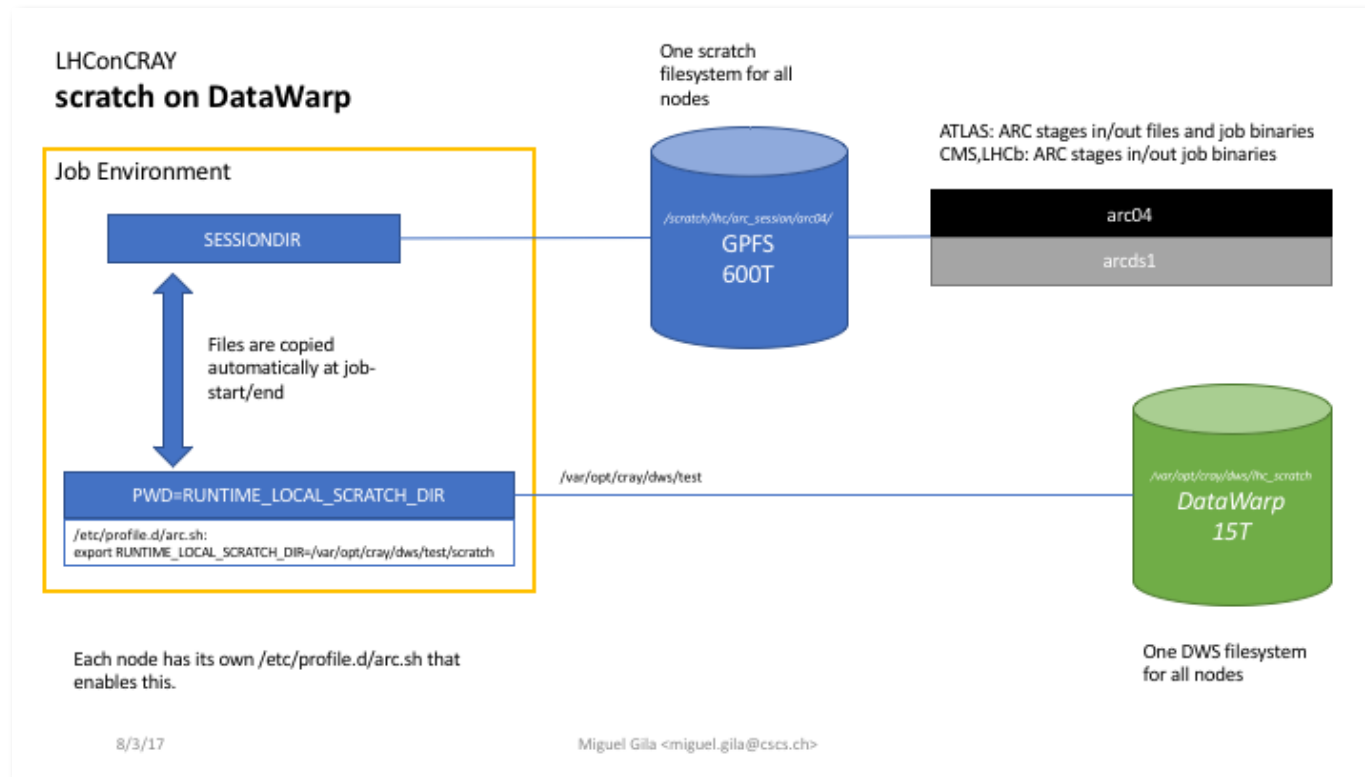 LHConCRAY
scratch on DataWarp
One scratch
filesystem for all
nodes
ATLAS: ARC stages in/out files and job binaries
CMS,LHCb: ARC stages in/out job binaries
Job Environment
SESSIONDIR
/scratch/lhc/arc_session/arc04/
GPFS
600T
arc04
arcds1
Files are copied
automatically at job-
start/end
PWD=RUNTIME_LOCAL_SCRATCH_DIR
/etc/profile.d/arc.sh:
export RUNTIME_LOCAL_SCRATCH_DIR=/var/opt/cray/dws/test/scratch
/var/opt/cray/dws/test
/var/opt/cray/dws/lhc_scratch
DataWarp
15T
Each node has its own /etc/profile.d/arc.sh that
enables this.
One DWS filesystem
for all nodes
8/3/17
Miguel Gila <miguel.gila@cscs.ch>